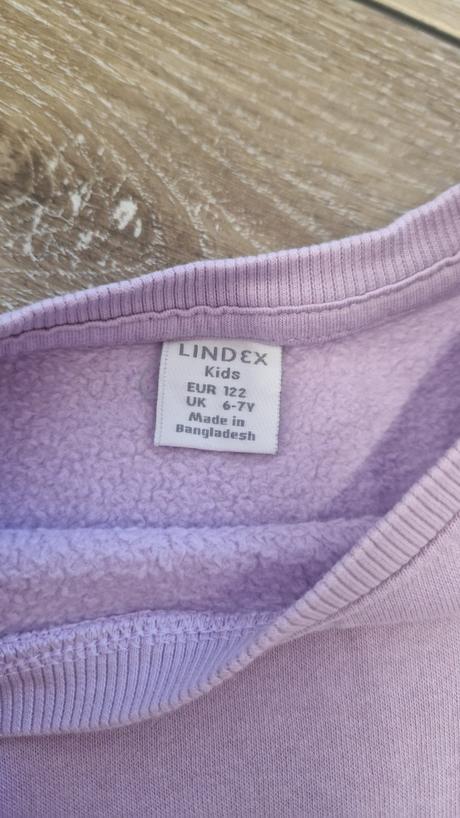 LINDEX
Kids
EUR 122
UK 6-7Y
Made in
Bangladesh